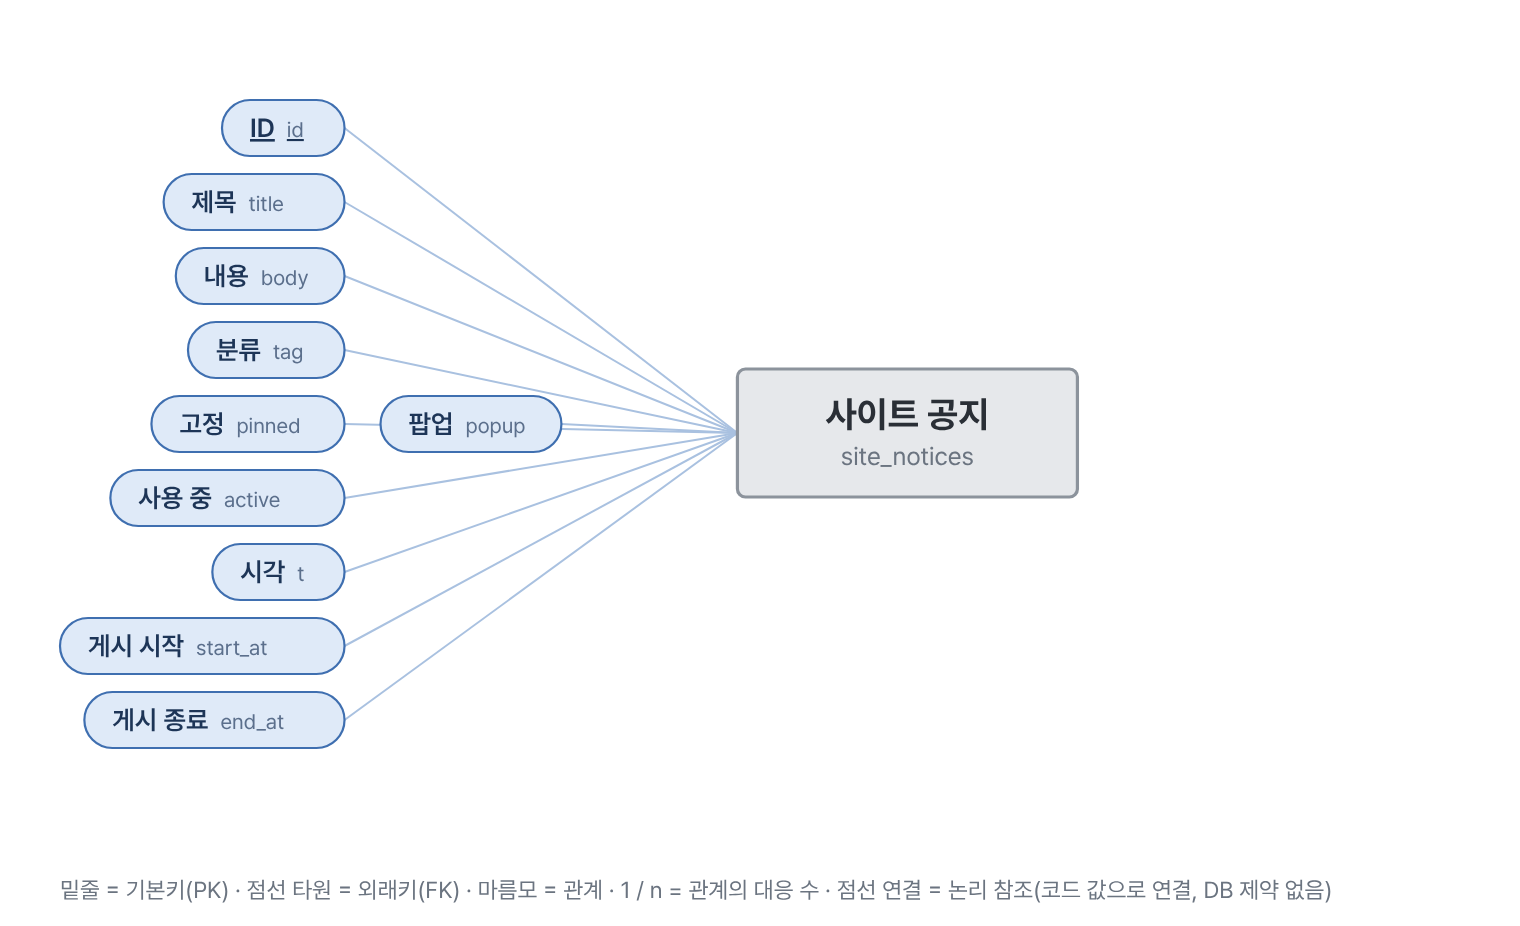 ID id
제목 title
내용 body
분류 tag
고정 pinned
팝업 popup
사용 중 active
시각 t
게시 시작 start_at
게시 종료 end_at
사이트 공지
site_notices
밑줄 = 기본키(PK) · 점선 타원 = 외래키(FK) · 마름모 = 관계 · 1 / n = 관계의 대응 수 · 점선 연결 = 논리 참조(코드 값으로 연결, DB 제약 없음)